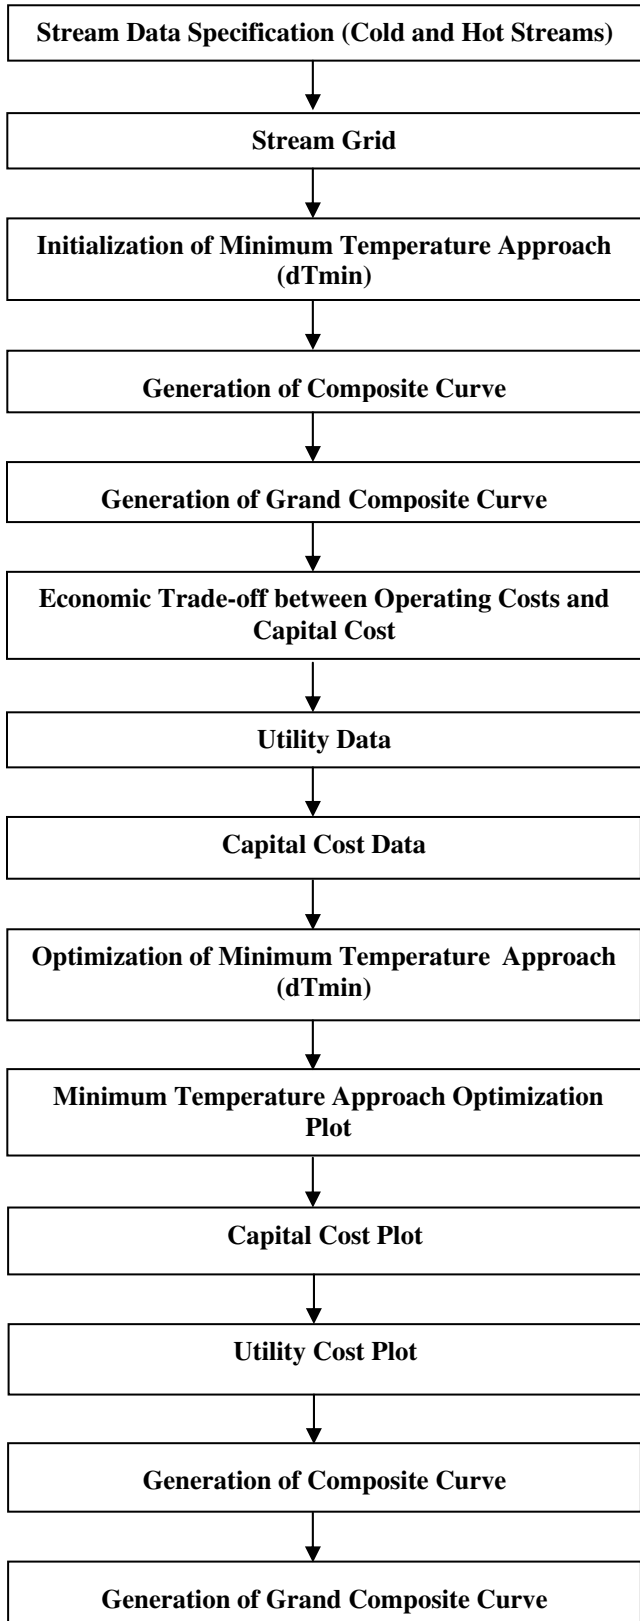 Stream Data Specification (Cold and Hot Streams)
Stream Grid
Initialization of Minimum Temperature Approach
(dTmin)
Generation of Composite Curve
Generation of Grand Composite Curve
Economic Trade-off between Operating Costs and
Capital Cost
Utility Data
Capital Cost Data
Optimization of Minimum Temperature Approach
(dTmin)
Minimum Temperature Approach Optimization
Plot
Capital Cost Plot
Utility Cost Plot
Generation of Composite Curve
Generation of Grand Composite Curve